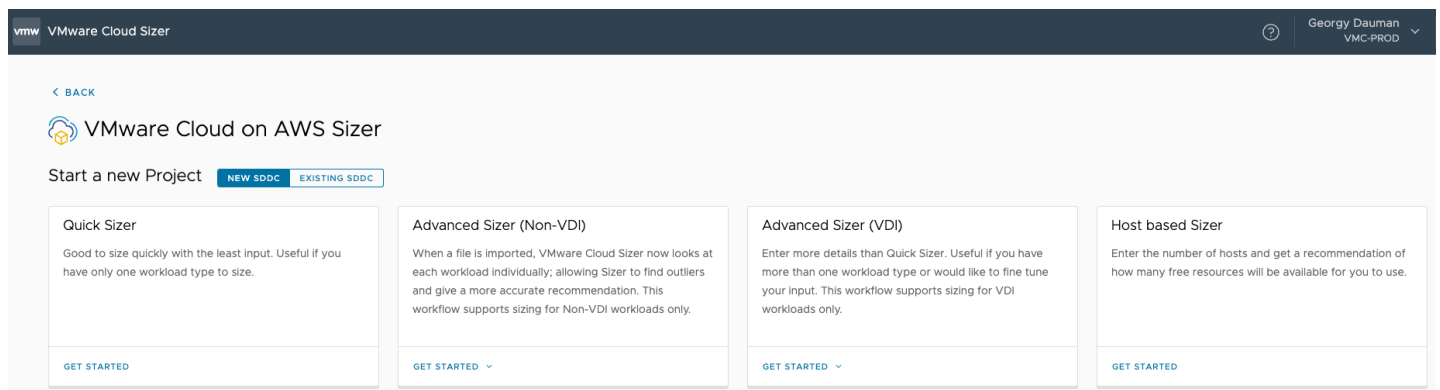 vmw VMware Cloud Sizer
Georgy Dauman
VMC-PROD
BACK
VMware Cloud on AWS Sizer
Start a new Project NEW SDDC EXISTING SDDC
Quick Sizer
Good to size quickly with the least input. Useful if you
have only one workload type to size.
GET STARTED
Advanced Sizer (Non-VDI)
When a file is imported, VMware Cloud Sizer now looks at
each workload individually; allowing Sizer to find outliers
and give a more accurate recommendation. This
workflow supports sizing for Non-VDI workloads only.
GET STARTED
Advanced Sizer (VDI)
Enter more details than Quick Sizer. Useful if you have
more than one workload type or would like to fine tune
your input. This workflow supports sizing for VDI
workloads only.
GET STARTED
Host based Sizer
Enter the number of hosts and get a recommendation of
how many free resources will be available for you to use.
GET STARTED